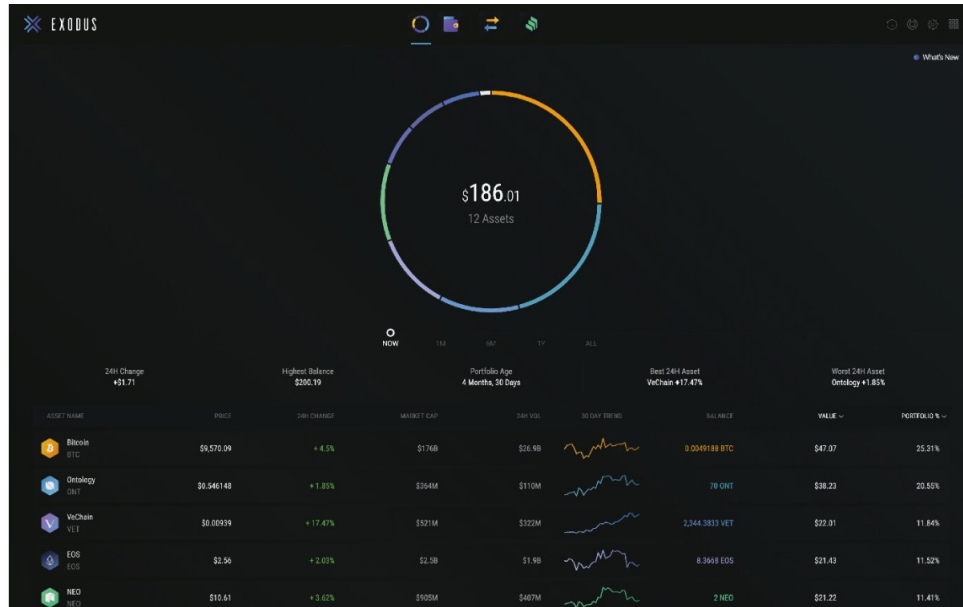 EXODUS
What's New
$186.01
12 Assets
NOW 1M 6M 1Y ALL
24H Change Highest Balance Portfolio Age Best 24H Asset Worst 24H Asset
+$1.71 $200.19 4 Months, 30 Days VeChain +17.47% Ontology +1.85%
ASSET NAME PRICE 24H CHANGE MARKET CAP 24H VOL 30 DAY TREND BALANCE VALUE PORTFOLIO %
Bitcoin
BTC $9,570.09 +4.5% $176B $26.9B 0.0049188 BTC $47.07 25.31%
Ontology
ONT $0.546148 +1.85% $364M $110M 70 ONT $38.23 20.55%
VeChain
VET $0.00939 +17.47% $521M $322M 2,344.3833 VET $22.01 11.84%
EOS
EOS $2.56 +2.03% $2.5B $1.9B 8.3668 EOS $21.43 11.52%
NEO
NEO $10.61 +3.62% $905M $407M 2 NEO $21.22 11.41%